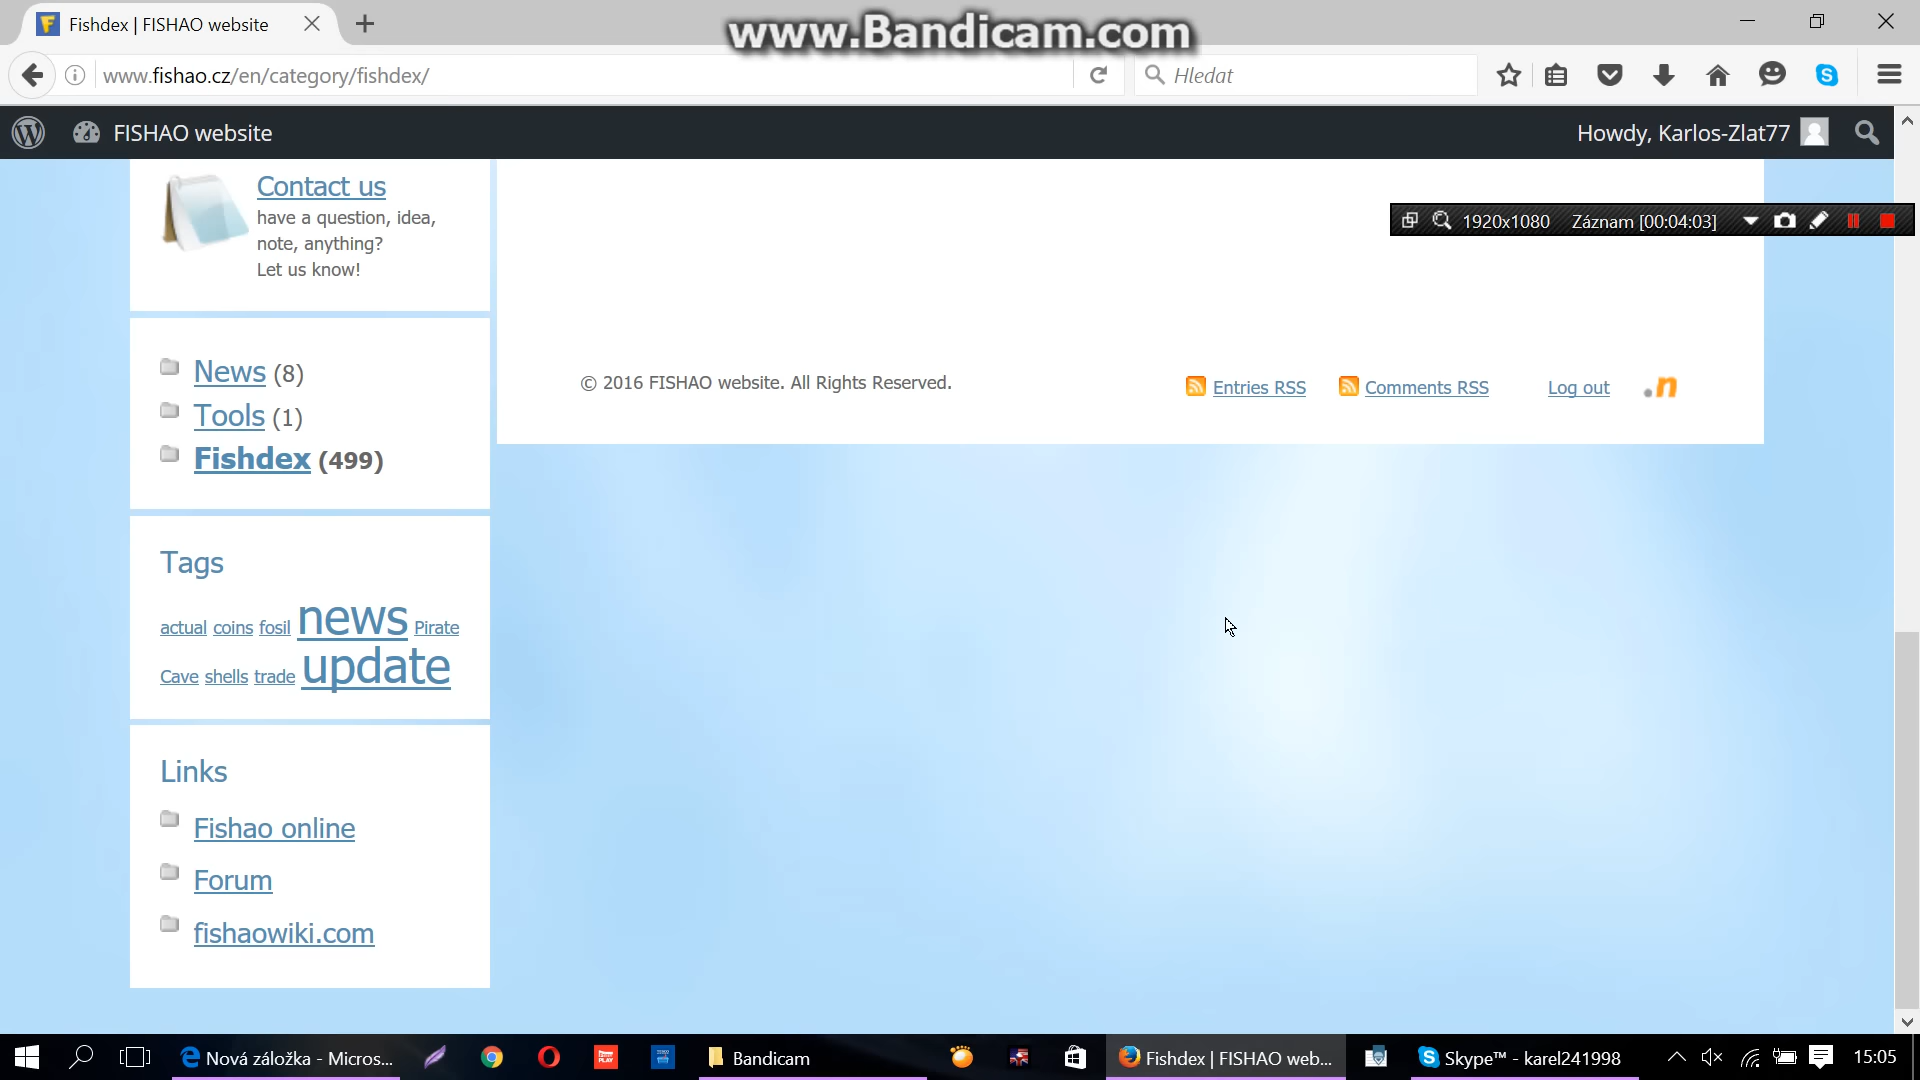 Fishdex | FISHAO website
www.Bandicam.com
www.fishao.cz/en/category/fishdex/
Hledat
FISHAO website
Howdy, Karlos-Zlat77
Contact us
have a question, idea,
note, anything?
Let us know!
1920x1080 Záznam [00:04:03]
News (8)
Tools (1)
Fishdex (499)
© 2016 FISHAO website. All Rights Reserved.
Entries RSS Comments RSS Log out
Tags
actual coins fosil news Pirate
Cave shells trade update
Links
Fishao online
Forum
fishaowiki.com
Nová záložka - Micros...
Bandicam
Fishdex | FISHAO web...
Skype™ - karel241998
15:05